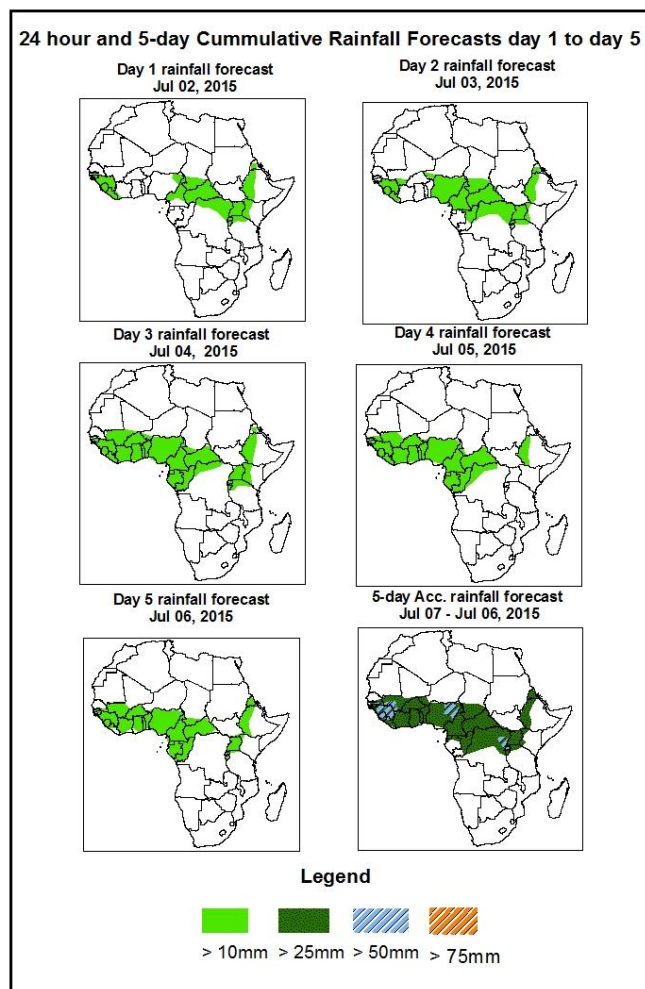 24 hour and 5-day Cummulative Rainfall Forecasts day 1 to day 5
Day 1 rainfall forecast
Jul 02, 2015
Day 2 rainfall forecast
Jul 03, 2015
Day 3 rainfall forecast
Jul 04, 2015
Day 4 rainfall forecast
Jul 05, 2015
Day 5 rainfall forecast
Jul 06, 2015
5-day Acc. rainfall forecast
Jul 07 - Jul 06, 2015
Legend
> 10mm > 25mm > 50mm > 75mm